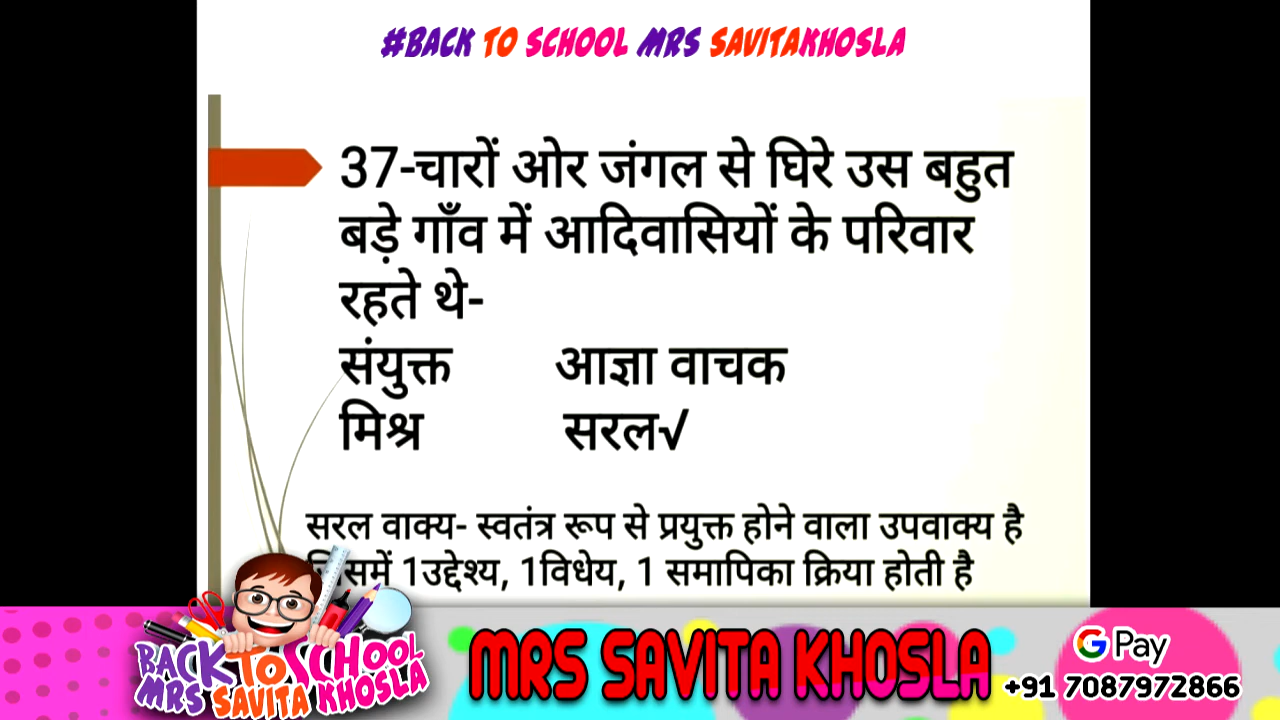 #BACK TO SCHOOL MRS SAVITAKHOSLA
37-चारों ओर जंगल से घिरे उस बहुत
बड़े गाँव में आदिवासियों के परिवार
रहते थे-
संयुक्त आज्ञा वाचक
मिश्र सरल√
सरल वाक्य- स्वतंत्र रूप से प्रयुक्त होने वाला उपवाक्य है
जिसमें 1उद्देश्य, 1विधेय, 1 समापिका क्रिया होती है
BACK TO SCHOOL
MRS SAVITA KHOSLA
MRS SAVITA KHOSLA
G Pay
+91 7087972866